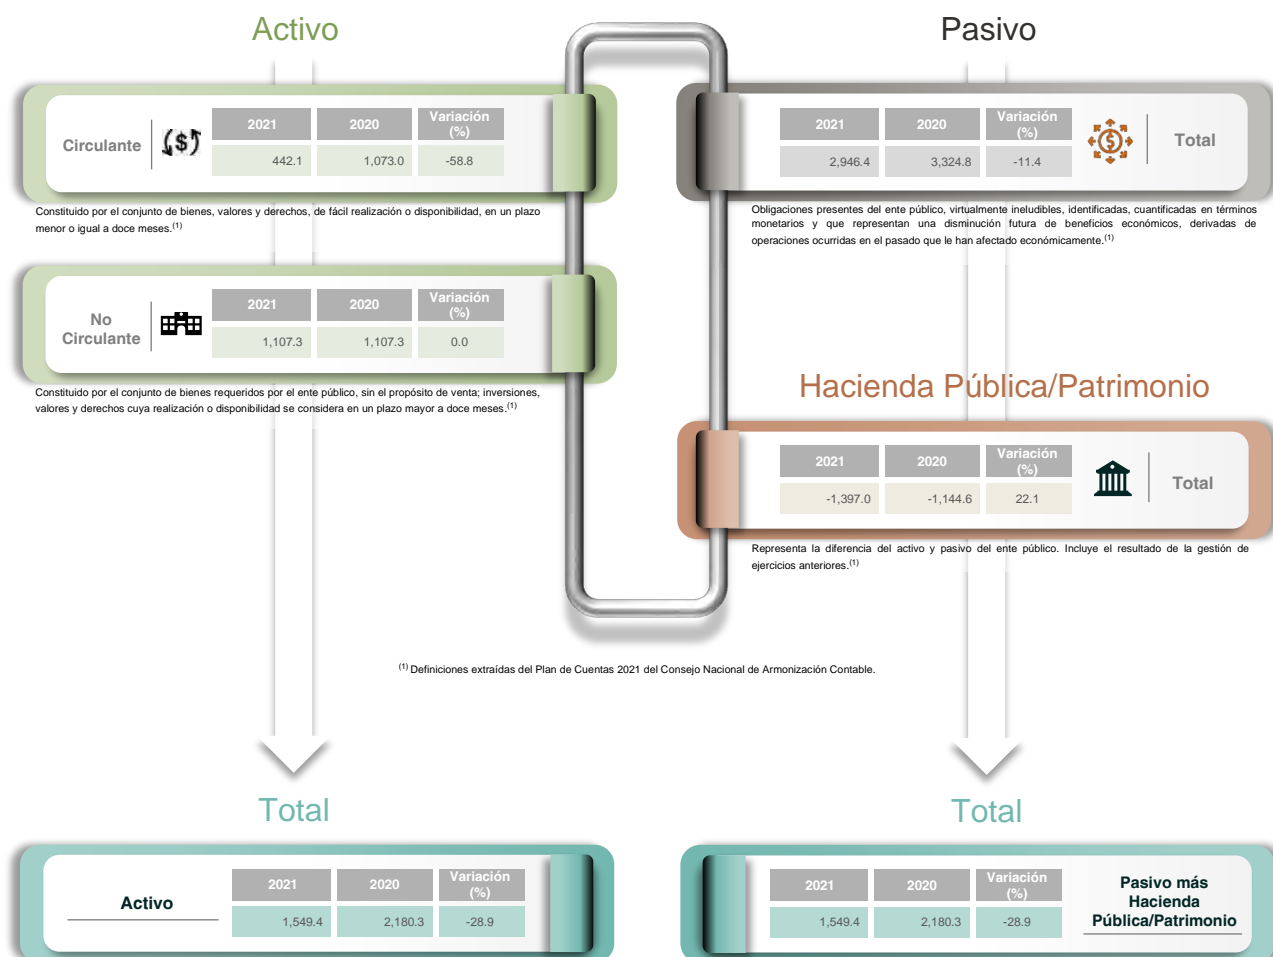 Activo
Circulante
2021 2020 Variación
(%)
442.1 1,073.0 -58.8
Constituido por el conjunto de bienes, valores y derechos, de fácil realización o disponibilidad, en un plazo
menor o igual a doce meses.(1)
No
Circulante
2021 2020 Variación
(%)
1,107.3 1,107.3 0.0
Constituido por el conjunto de bienes requeridos por el ente público, sin el propósito de venta; inversiones,
valores y derechos cuya realización o disponibilidad se considera en un plazo mayor a doce meses.(1)
Pasivo
2021 2020 Variación
(%)
2,946.4 3,324.8 -11.4
Total
Obligaciones presentes del ente público, virtualmente ineludibles, identificadas, cuantificadas en términos
monetarios y que representan una disminución futura de beneficios económicos, derivadas de
operaciones ocurridas en el pasado que le han afectado económicamente.(1)
Hacienda Pública/Patrimonio
2021 2020 Variación
(%)
-1,397.0 -1,144.6 22.1
Total
Representa la diferencia del activo y pasivo del ente público. Incluye el resultado de la gestión de
ejercicios anteriores.(1)
(1) Definiciones extraídas del Plan de Cuentas 2021 del Consejo Nacional de Armonización Contable.
Total
Activo
2021 2020 Variación
(%)
1,549.4 2,180.3 -28.9
Total
2021 2020 Variación
(%)
1,549.4 2,180.3 -28.9
Pasivo más
Hacienda
Pública/Patrimonio